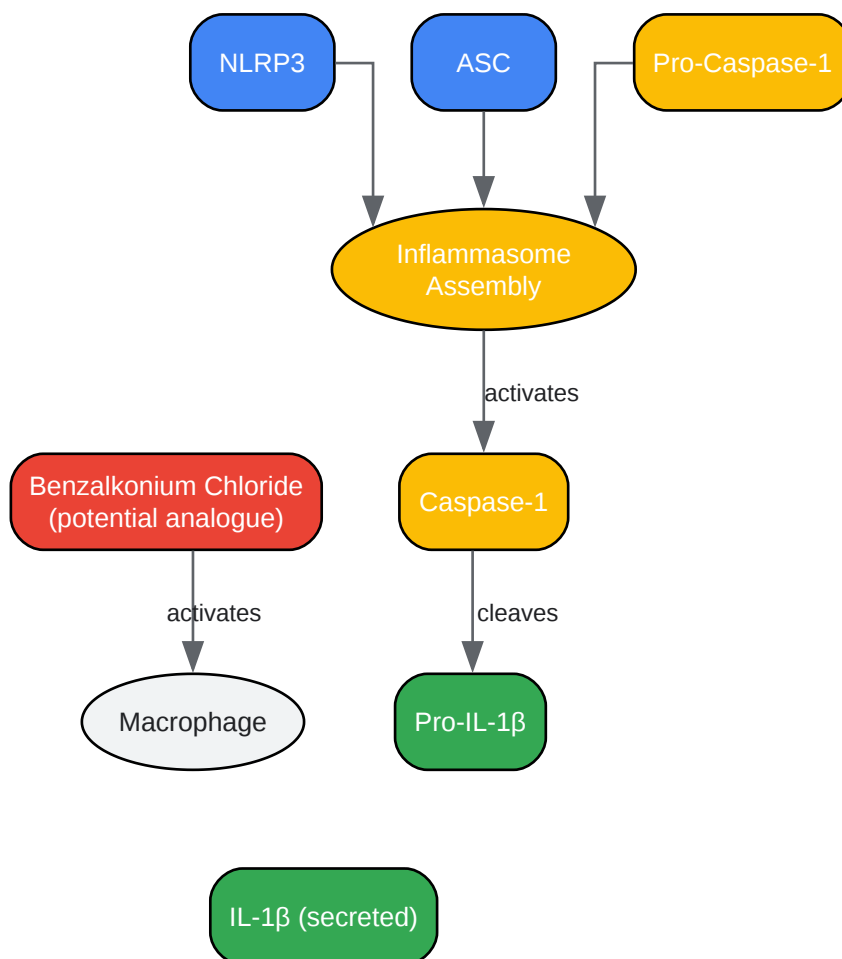 NLRP3
ASC
Pro-Caspase-1
Inflammasome
Assembly
activates
Benzalkonium Chloride
(potential analogue)
Caspase-1
activates
cleaves
Macrophage
Pro-IL-1β
IL-1β (secreted)